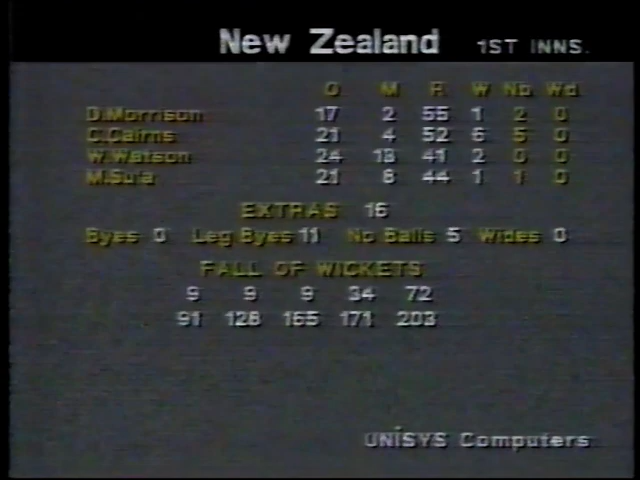 New Zealand 1ST INNS.
O M R W Nb Wd
D.Morrison 17 2 55 1 2 0
C.Cairns 21 4 52 6 5 0
W.Watson 24 13 41 2 0 0
M.Su'a 21 8 44 1 1 0
EXTRAS 16
Byes 0 Leg Byes 11 No Balls 5 Wides 0
FALL OF WICKETS
9 9 9 34 72
91 128 165 171 203
UNiSYS Computers